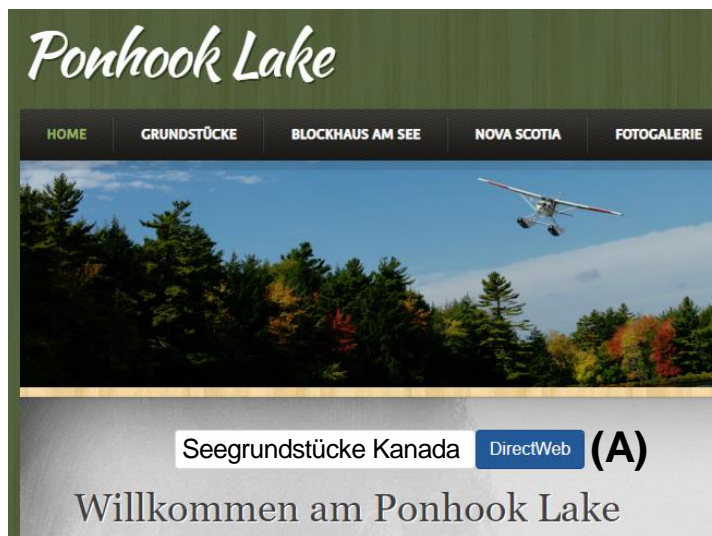 Ponhook Lake
HOME GRUNDSTÜCKE BLOCKHAUS AM SEE NOVA SCOTIA FOTOGALERIE
Seegrundstücke Kanada DirectWeb (A)
Willkommen am Ponhook Lake